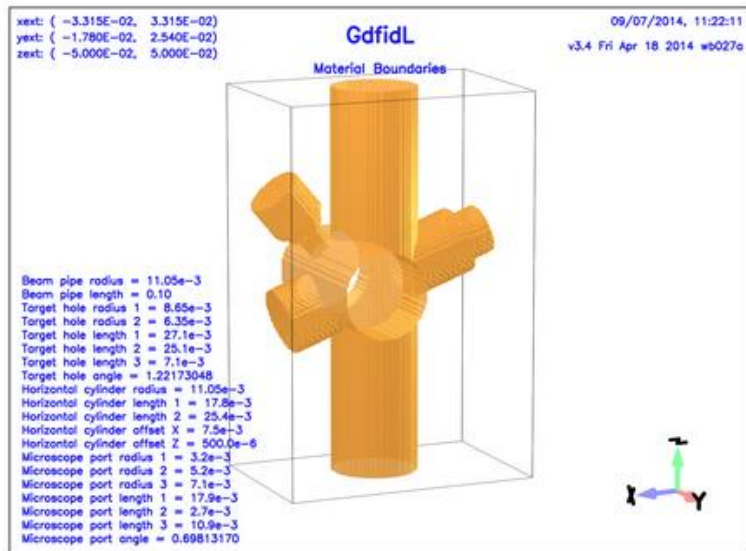 xext: ( -3.315E-02, 3.315E-02)
yext: ( -1.780E-02, 2.540E-02)
zext: ( -5.000E-02, 5.000E-02)
GdfidL
09/07/2014, 11:22:11
v3.4 Fri Apr 18 2014 wb027a
Material Boundaries
Beam pipe radius = 11.05e-3
Beam pipe length = 0.10
Target hole radius 1 = 8.65e-3
Target hole radius 2 = 6.35e-3
Target hole length 1 = 27.1e-3
Target hole length 2 = 25.1e-3
Target hole length 3 = 7.1e-3
Target hole angle = 1.22173048
Horizontal cylinder radius = 11.05e-3
Horizontal cylinder length 1 = 17.8e-3
Horizontal cylinder length 2 = 25.4e-3
Horizontal cylinder offset X = 7.5e-3
Horizontal cylinder offset Z = 500.0e-6
Microscope port radius 1 = 3.2e-3
Microscope port radius 2 = 5.2e-3
Microscope port radius 3 = 7.1e-3
Microscope port length 1 = 17.9e-3
Microscope port length 2 = 2.7e-3
Microscope port length 3 = 10.9e-3
Microscope port angle = 0.69813170
Z
X
Y